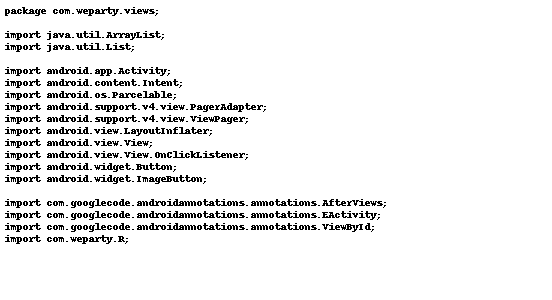 package com.weparty.views;

import java.util.ArrayList;
import java.util.List;

import android.app.Activity;
import android.content.Intent;
import android.os.Parcelable;
import android.support.v4.view.PagerAdapter;
import android.support.v4.view.ViewPager;
import android.view.LayoutInflater;
import android.view.View;
import android.view.View.OnClickListener;
import android.widget.Button;
import android.widget.ImageButton;

import com.googlecode.androidannotations.annotations.AfterViews;
import com.googlecode.androidannotations.annotations.EActivity;
import com.googlecode.androidannotations.annotations.ViewById;
import com.weparty.R;